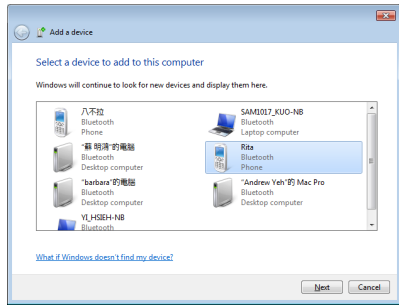 Add a device
Select a device to add to this computer
Windows will continue to look for new devices and display them here.
八不拉
Bluetooth
Phone
SAM1017_KUO-NB
Bluetooth
Laptop computer
"蘇 明鴻"的電腦
Bluetooth
Desktop computer
Rita
Bluetooth
Phone
"barbara"的電腦
Bluetooth
Desktop computer
"Andrew Yeh"的 Mac Pro
Bluetooth
Desktop computer
YI_HSIEH-NB
Bluetooth
What if Windows doesn't find my device?
Next
Cancel